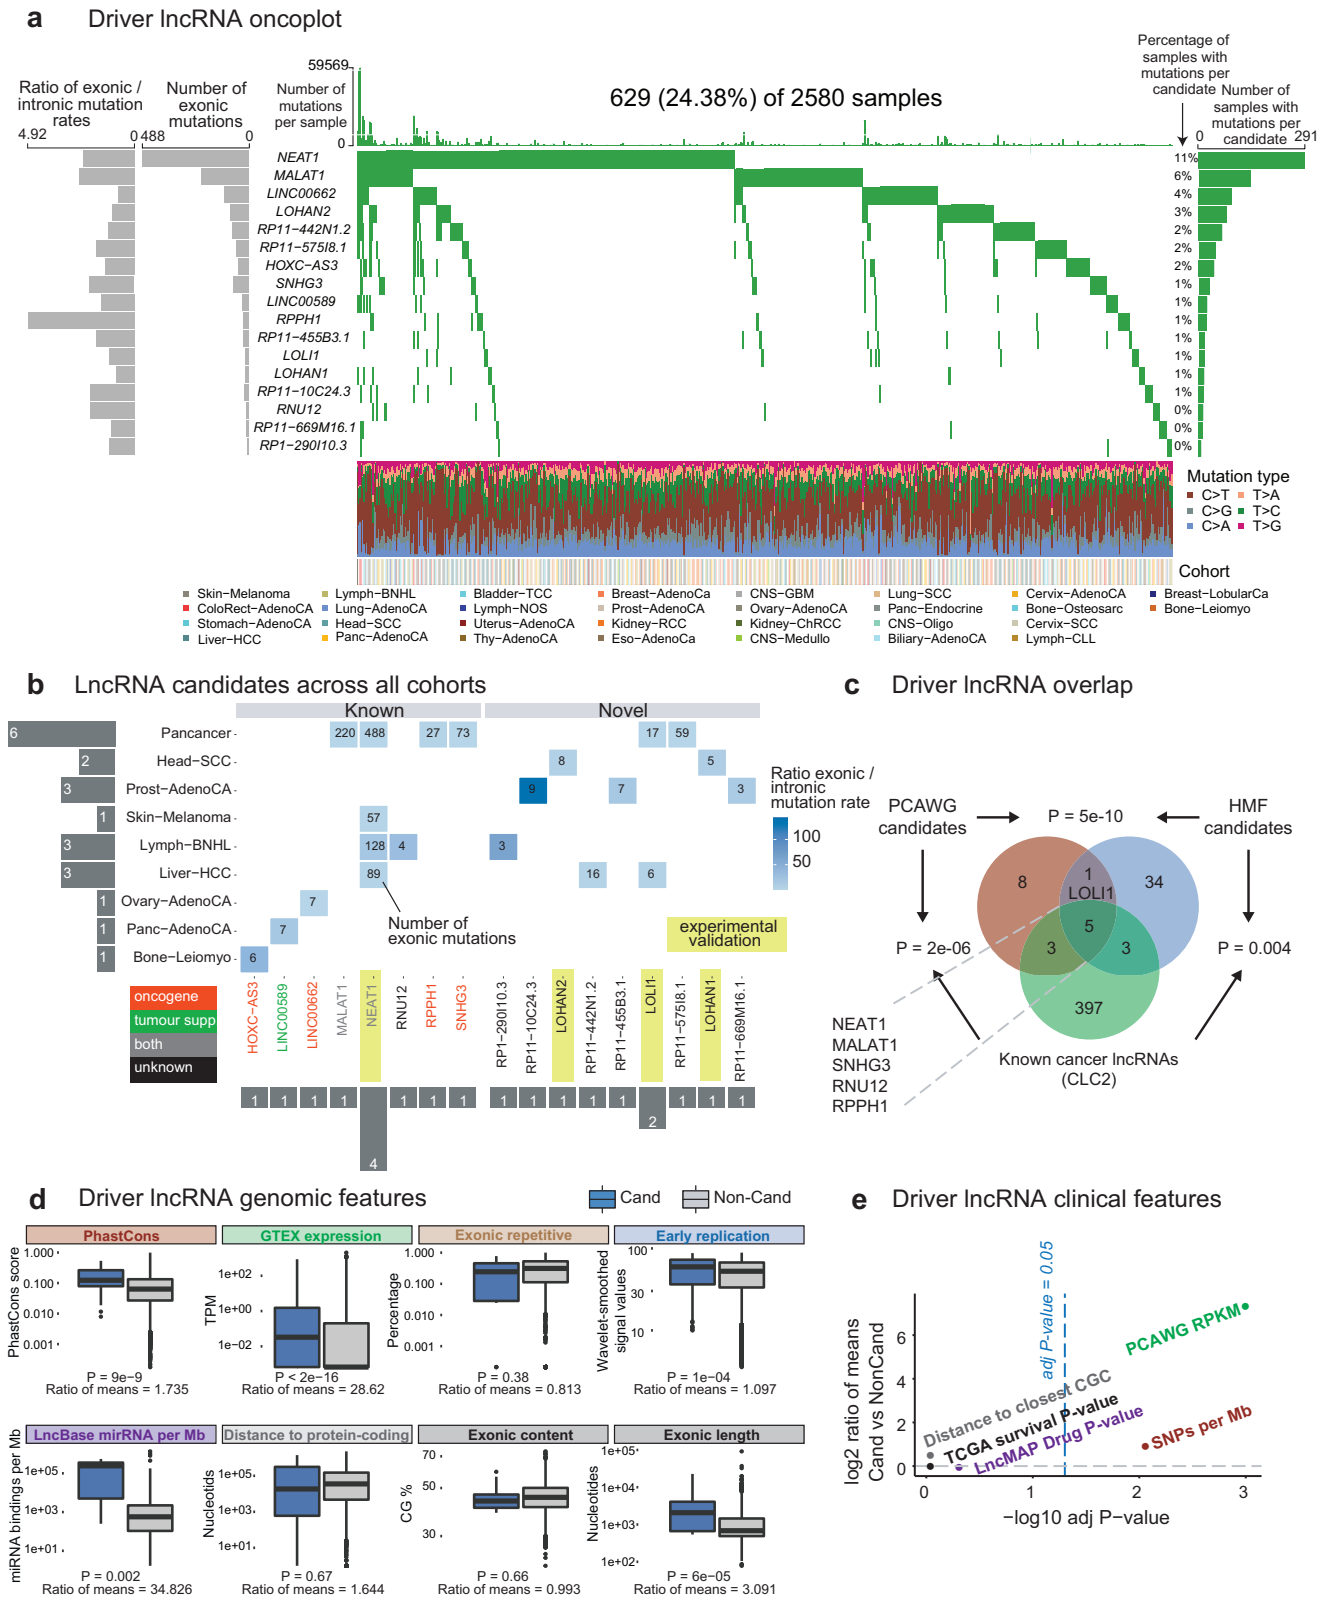 a Driver lncRNA oncoplot
Ratio of exonic /
intronic mutation
rates
4.92 0
Number of
exonic
mutations
488 0
59569
Number of
mutations
per sample
0
629 (24.38%) of 2580 samples
Percentage of
samples with
mutations per
candidate
Number of
samples with
mutations per
candidate
0 291
NEAT1 11%
MALAT1 6%
LINC00662 4%
LOHAN2 3%
RP11−442N1.2 2%
RP11−575I8.1 2%
HOXC−AS3 2%
SNHG3 1%
LINC00589 1%
RPPH1 1%
RP11−455B3.1 1%
LOLI1 1%
LOHAN1 1%
RP11−10C24.3 1%
RNU12 0%
RP11−669M16.1 0%
RP1−290I10.3 0%
Mutation type
C>T T>A
C>G T>C
C>A T>G
Cohort
Skin−Melanoma Lymph−BNHL Bladder−TCC Breast−AdenoCa CNS−GBM Lung−SCC Cervix−AdenoCA Breast−LobularCa
ColoRect−AdenoCA Lung−AdenoCA Lymph−NOS Prost−AdenoCA Ovary−AdenoCA Panc−Endocrine Bone−Osteosarc Bone−Leiomyo
Stomach−AdenoCA Head−SCC Uterus−AdenoCA Kidney−RCC Kidney−ChRCC CNS−Oligo Cervix−SCC
Liver−HCC Panc−AdenoCA Thy−AdenoCA Eso−AdenoCa CNS−Medullo Biliary−AdenoCA Lymph−CLL
b LncRNA candidates across all cohorts
Known Novel
6 Pancancer 220 488 27 73 17 59
2 Head−SCC 8 5
3 Prost−AdenoCA 9 7 3
1 Skin−Melanoma 57
3 Lymph−BNHL 128 4 3
3 Liver−HCC 89 16 6
1 Ovary−AdenoCA 7
1 Panc−AdenoCA 7
1 Bone−Leiomyo 6
Number of
exonic mutations
experimental
validation
Ratio exonic /
intronic
mutation rate
100
50
oncogene
tumour supp
both
unknown
HOXC−AS3
LINC00589
LINC00662
MALAT1
NEAT1
RNU12
RPPH1
SNHG3
RP1−290I10.3
RP11−10C24.3
LOHAN2
RP11−442N1.2
RP11−455B3.1
LOLI1
RP11−575I8.1
LOHAN1
RP11−669M16.1
1 1 1 1 4 1 1 1 1 1 1 1 1 2 1 1 1
c Driver lncRNA overlap
PCAWG
candidates
P = 5e-10
HMF
candidates
8 1 34
LOLI1
5
3 3
397
P = 2e-06
P = 0.004
NEAT1
MALAT1
SNHG3
RNU12
RPPH1
Known cancer lncRNAs
(CLC2)
d Driver lncRNA genomic features
Cand Non-Cand
PhastCons
PhastCons score
1.000
0.100
0.010
0.001
P = 9e−9
Ratio of means = 1.735
GTEX expression
TPM
1e+02
1e+00
1e−02
P < 2e−16
Ratio of means = 28.62
Exonic repetitive
Percentage
1.000
0.100
0.010
0.001
P = 0.38
Ratio of means = 0.813
Early replication
Wavelet−smoothed
signal values
100
30
10
P = 1e−04
Ratio of means = 1.097
LncBase miRNA per Mb
miRNA bindings per Mb
1e+05
1e+03
1e+01
P = 0.002
Ratio of means = 34.826
Distance to protein-coding
Nucleotids
1e+05
1e+03
1e+01
P = 0.67
Ratio of means = 1.644
Exonic content
CG %
70
50
30
P = 0.66
Ratio of means = 0.993
Exonic length
Nucleotides
1e+05
1e+04
1e+03
1e+02
P = 6e−05
Ratio of means = 3.091
e Driver lncRNA clinical features
log2 ratio of means
Cand vs NonCand
6
4
2
0
adj P−value = 0.05
PCAWG RPKM
Distance to closest CGC
TCGA survival P−value
LncMAP Drug P−value
SNPs per Mb
0 1 2 3
−log10 adj P−value